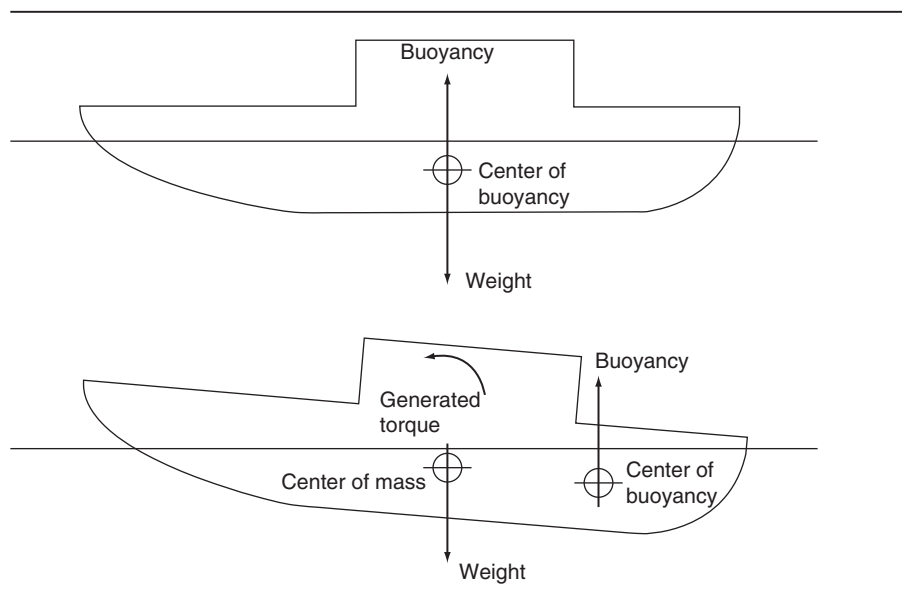 Buoyancy
Center of
buoyancy
Weight
Buoyancy
Generated
torque
Center of mass
Center of
buoyancy
Weight